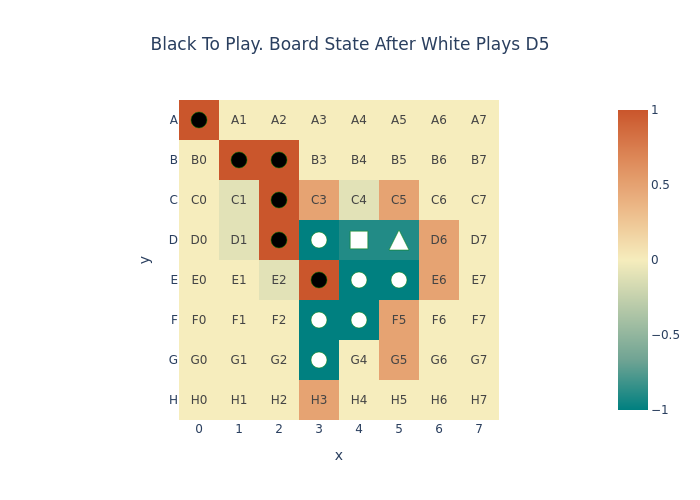 Black To Play. Board State After White Plays D5
A A1 A2 A3 A4 A5 A6 A7 1
B B0 B3 B4 B5 B6 B7
C C0 C1 C3 C4 C5 C6 C7 0.5
D D0 D1 D6 D7
y E E0 E1 E2 E6 E7 0
F F0 F1 F2 F5 F6 F7 −0.5
G G0 G1 G2 G4 G5 G6 G7
H H0 H1 H2 H3 H4 H5 H6 H7 −1
0 1 2 3 4 5 6 7
x